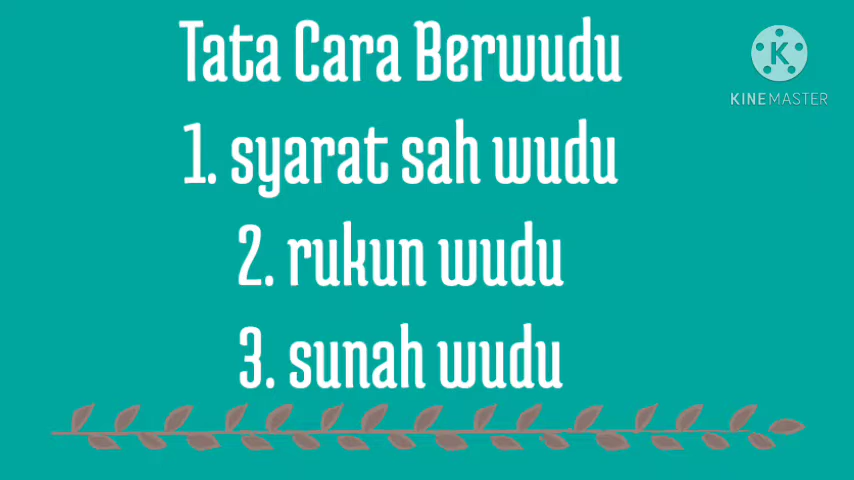 Tata Cara Berwudu
KINEMASTER
1. syarat sah wudu
2. rukun wudu
3. sunah wudu